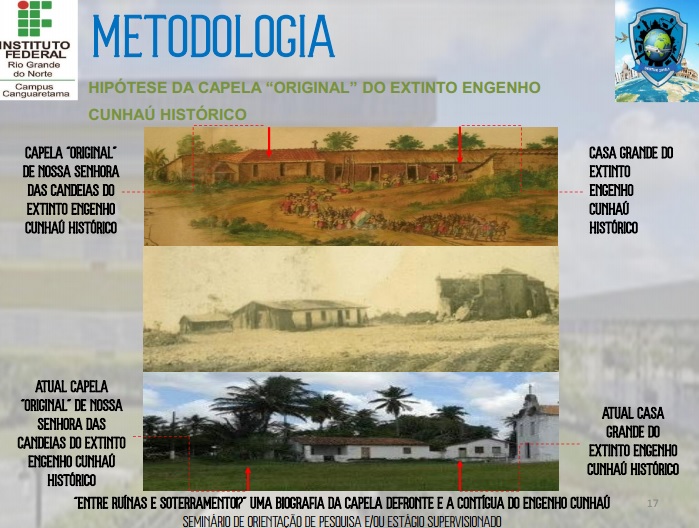 INSTITUTO
FEDERAL
Rio Grande
do Norte
Campus
Canguaretama
METODOLOGIA
HIPÓTESE DA CAPELA “ORIGINAL” DO EXTINTO ENGENHO
CUNHAÚ HISTÓRICO
CAPELA “ORIGINAL”
DE NOSSA SENHORA
DAS CANDEIAS DO
EXTINTO ENGENHO
CUNHAÚ HISTÓRICO
CASA GRANDE DO
EXTINTO
ENGENHO
CUNHAÚ
HISTÓRICO
ATUAL CAPELA
“ORIGINAL” DE NOSSA
SENHORA DAS
CANDEIAS DO EXTINTO
ENGENHO CUNHAÚ
HISTÓRICO
ATUAL CASA
GRANDE DO
EXTINTO ENGENHO
CUNHAÚ HISTÓRICO
“ENTRE RUÍNAS E SOTERRAMENTO?” UMA BIOGRAFIA DA CAPELA DEFRONTE E A CONTÍGUA DO ENGENHO CUNHAÚ
17
SEMINÁRIO DE ORIENTAÇÃO DE PESQUISA E/OU ESTÁGIO SUPERVISIONADO